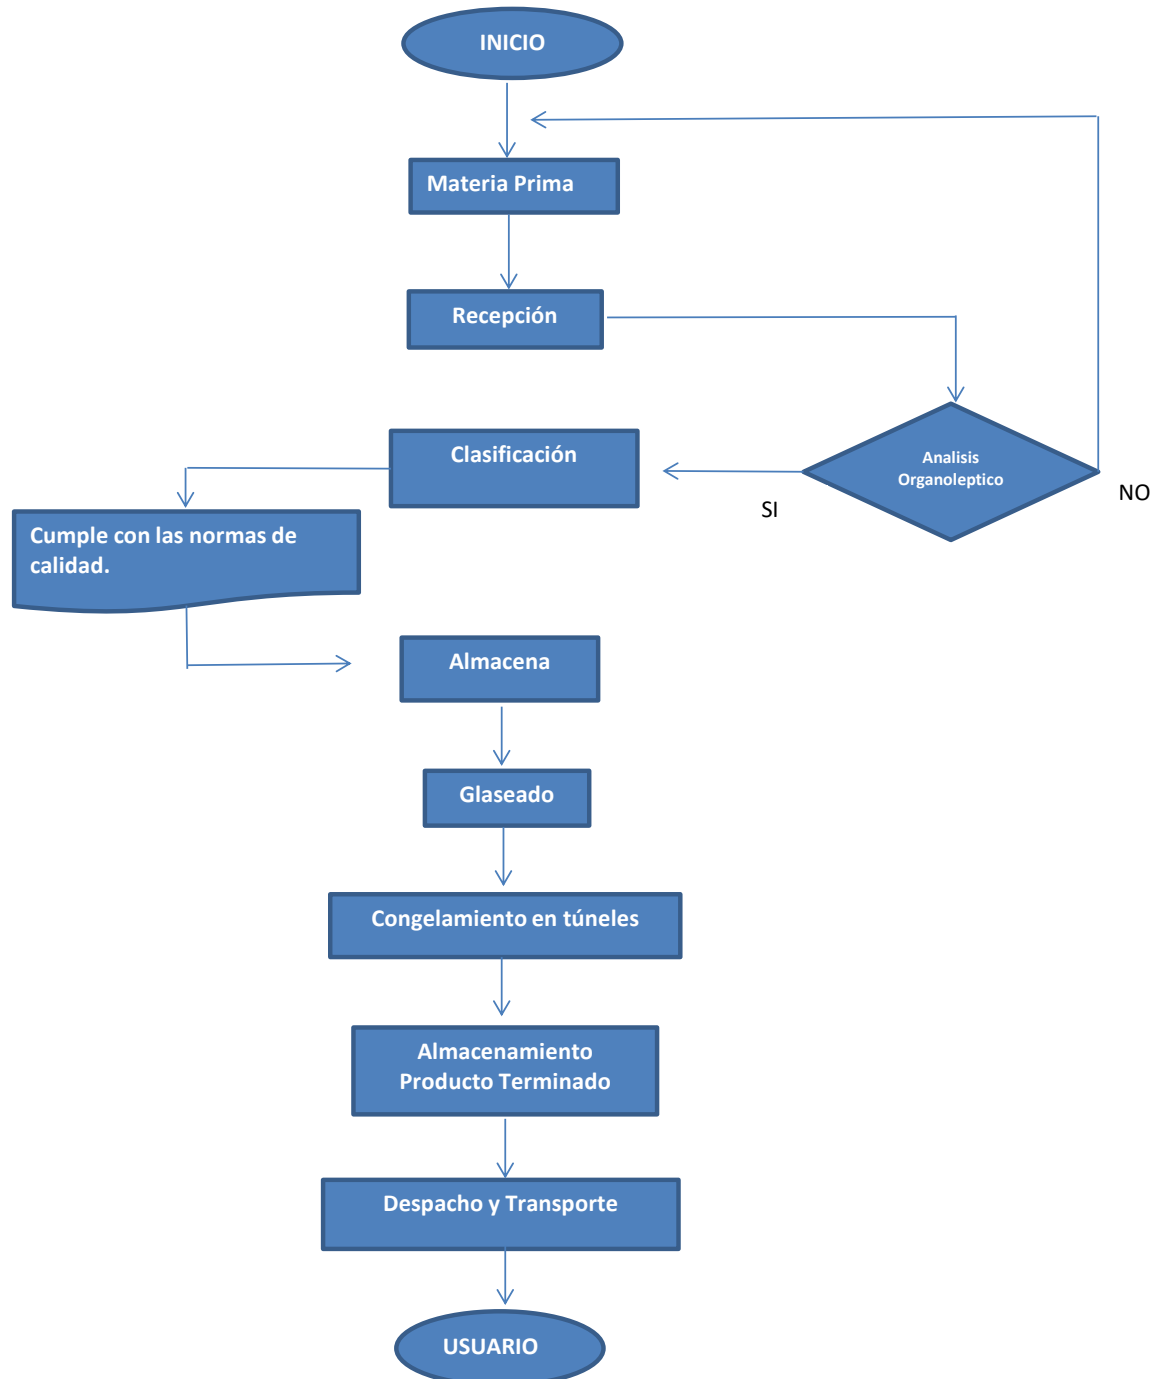 INICIO
Materia Prima
Recepción
Clasificación
Analisis
Organoleptico
SI
NO
Cumple con las normas de
calidad.
Almacena
Glaseado
Congelamiento en túneles
Almacenamiento
Producto Terminado
Despacho y Transporte
USUARIO